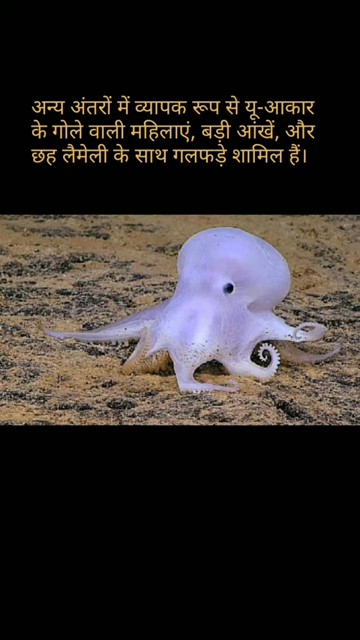 अन्य अंतरों में व्यापक रूप से यू-आकार
के गोले वाली महिलाएं, बड़ी आंखें, और
छह लैमेली के साथ गलफड़े शामिल हैं।